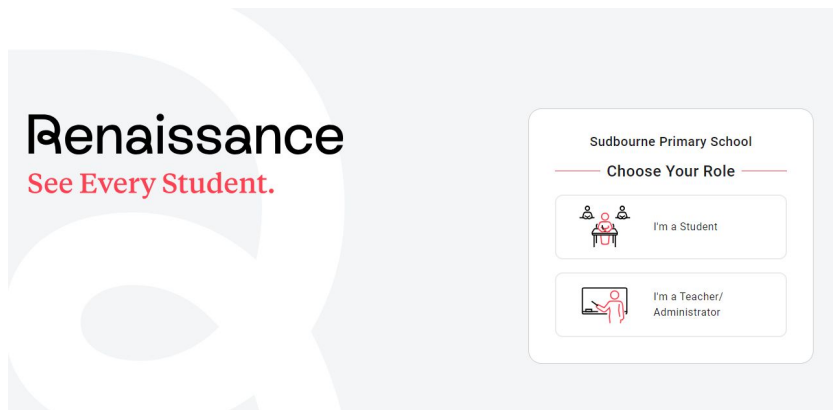 Renaissance
See Every Student.
Sudbourne Primary School
Choose Your Role
I'm a Student
I'm a Teacher/
Administrator